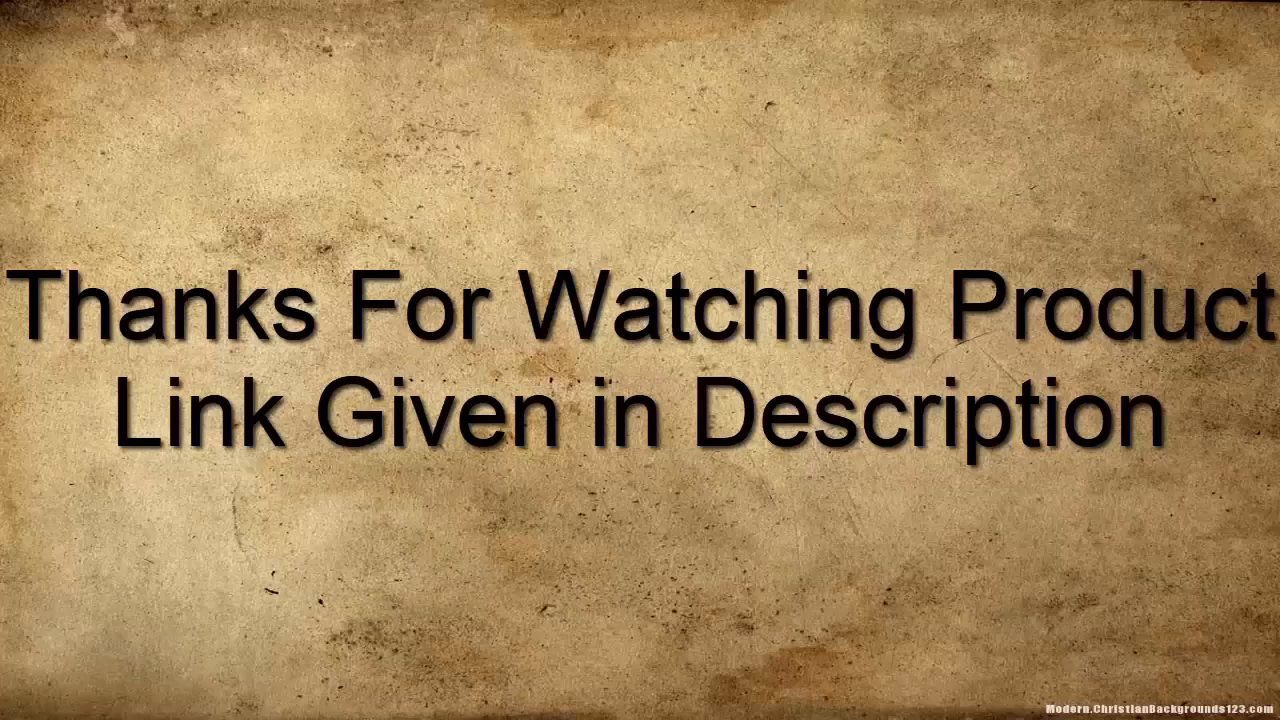 Thanks For Watching Product
Link Given in Description
Modern.ChristianBackgrounds123.com